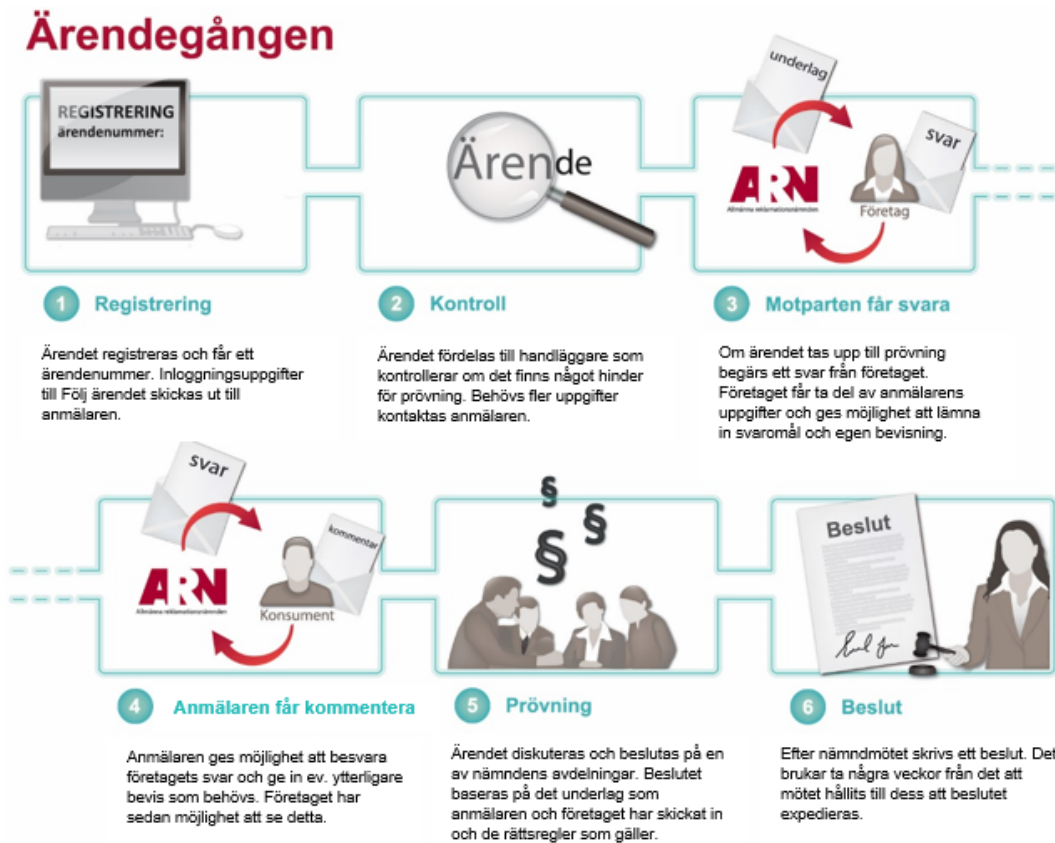 Ärendegången
REGISTRERING
ärendenummer:
Ärende
underlag
svar
ARN
Allmänna reklamationsnämnden
Företag
1 Registrering
Ärendet registreras och får ett
ärendenummer. Inloggningsuppgifter
till Följ ärendet skickas ut till
anmälaren.
2 Kontroll
Ärendet fördelas till handläggare som
kontrollerar om det finns något hinder
för prövning. Behövs fler uppgifter
kontaktas anmälaren.
3 Motparten får svara
Om ärendet tas upp till prövning
begärs ett svar från företaget.
Företaget får ta del av anmälarens
uppgifter och ges möjlighet att lämna
in svaromål och egen bevisning.
svar
kommentar
ARN
Allmänna reklamationsnämnden
Konsument
§
§
§
Beslut
4 Anmälaren får kommentera
Anmälaren ges möjlighet att besvara
företagets svar och ge in ev. ytterligare
bevis som behövs. Företaget har
sedan möjlighet att se detta.
5 Prövning
Ärendet diskuteras och beslutas på en
av nämndens avdelningar. Beslutet
baseras på det underlag som
anmälaren och företaget har skickat in
och de rättsregler som gäller.
6 Beslut
Efter nämndmötet skrivs ett beslut. Det
brukar ta några veckor från det att
mötet hållits till dess att beslutet
expedieras.